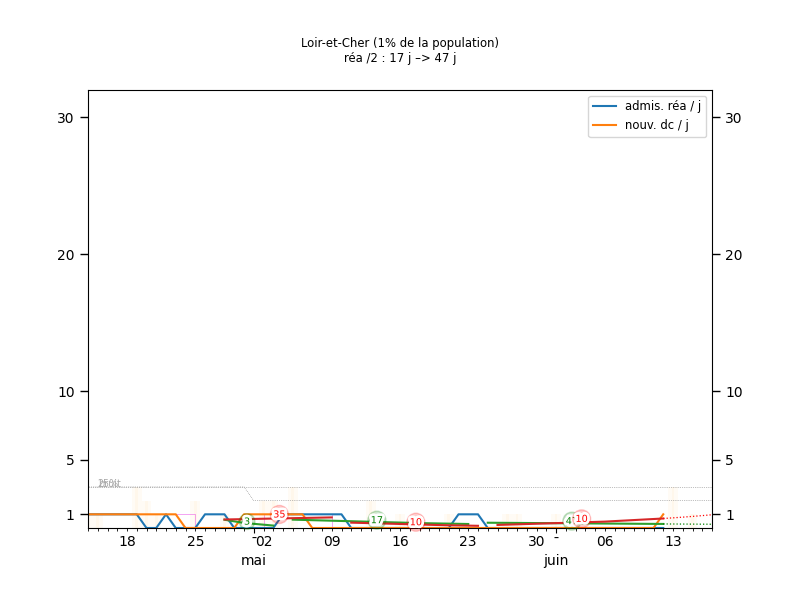 Loir-et-Cher (1% de la population)
réa /2 : 17 j –> 47 j
admis. réa / j
nouv. dc / j
30 30
20 20
10 10
5 5
1 1
3 35 17 10 10
18 25 02 09 16 23 30 06 13
mai juin